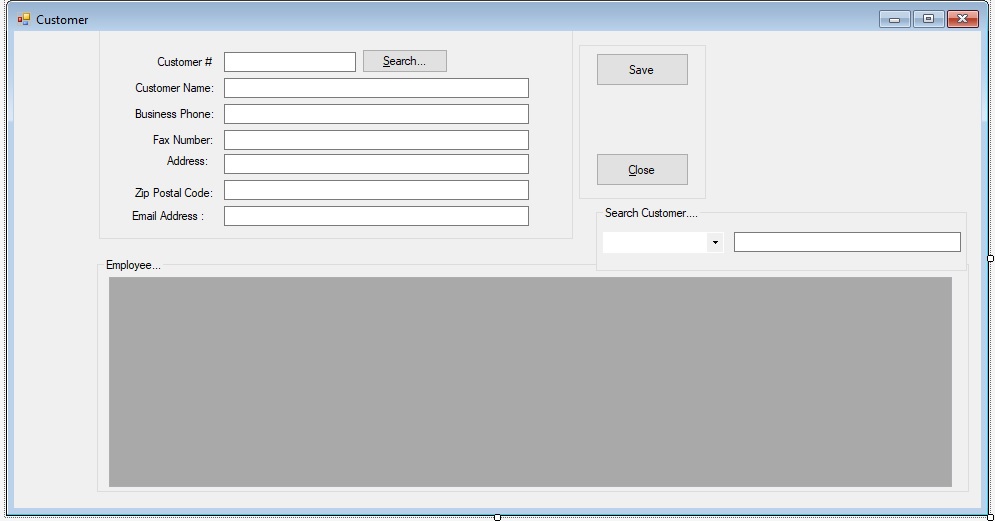 Customer
Customer # Search...
Save
Customer Name:
Business Phone:
Fax Number:
Address:
Close
Zip Postal Code:
Email Address :
Search Customer....
Employee...